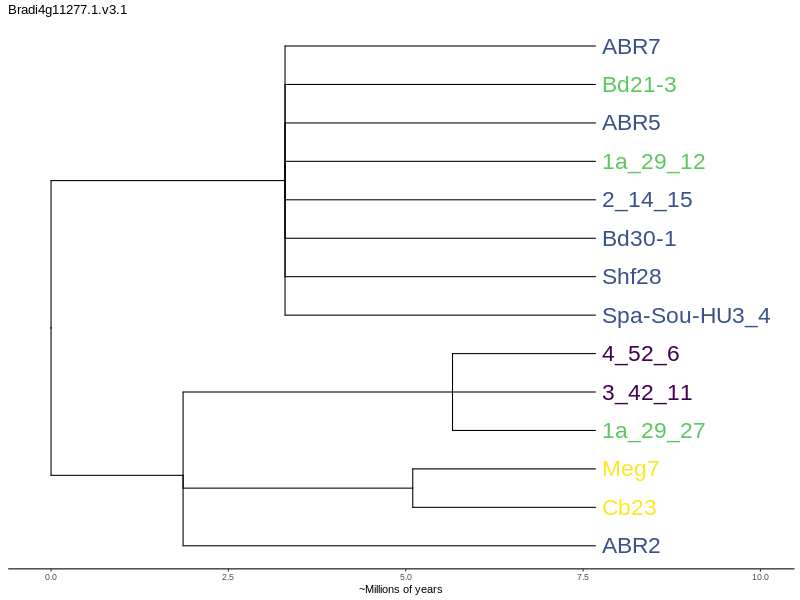 Bradi4g11277.1.v3.1
ABR7
Bd21-3
ABR5
1a_29_12
2_14_15
Bd30-1
Shf28
Spa-Sou-HU3_4
4_52_6
3_42_11
1a_29_27
Meg7
Cb23
ABR2
0.0 2.5 5.0 7.5 10.0
~Millions of years